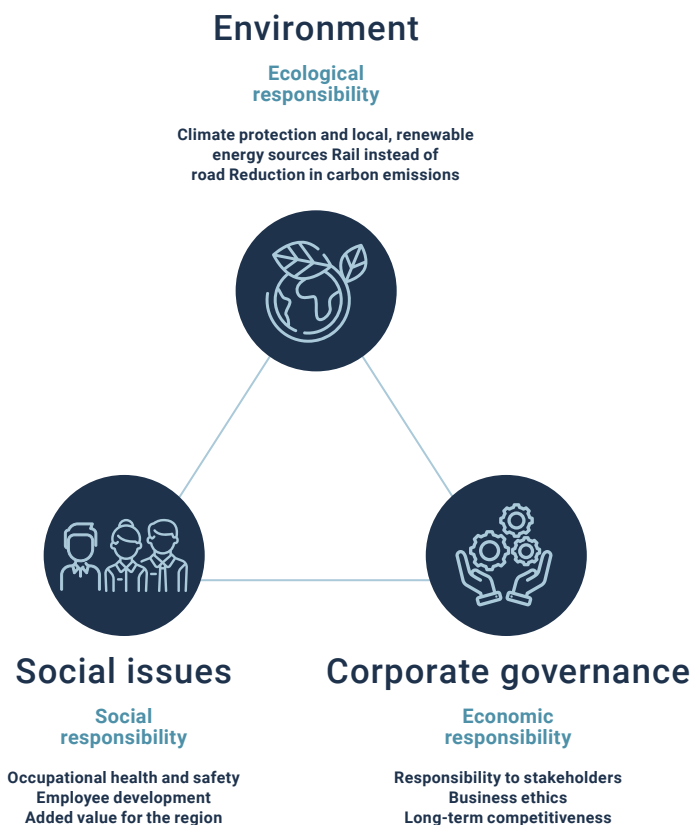 Environment
Ecological
responsibility
Climate protection and local, renewable
energy sources Rail instead of
road Reduction in carbon emissions
Social issues
Social
responsibility
Occupational health and safety
Employee development
Added value for the region
Corporate governance
Economic
responsibility
Responsibility to stakeholders
Business ethics
Long-term competitiveness